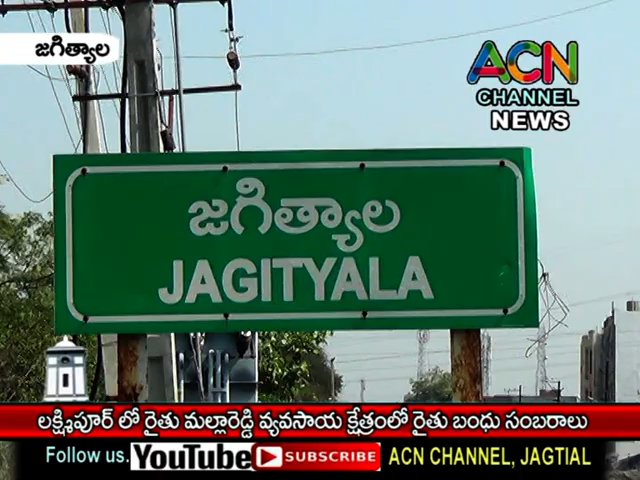 జగిత్యాల
ACN
CHANNEL
NEWS
జగిత్యాల
JAGITYALA
లక్ష్మిపూర్ లో రైతు మల్లారెడ్డి వ్యవసాయ క్షేత్రంలో రైతు బంధు సంబరాలు
Follow us. YouTube SUBSCRIBE ACN CHANNEL, JAGTIAL